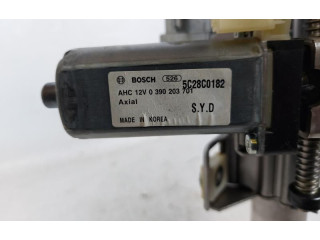 BOSCH 526 5C28C0182
AHC 12V 0 390 203 701
Axial S.Y.D
MADE IN KOREA